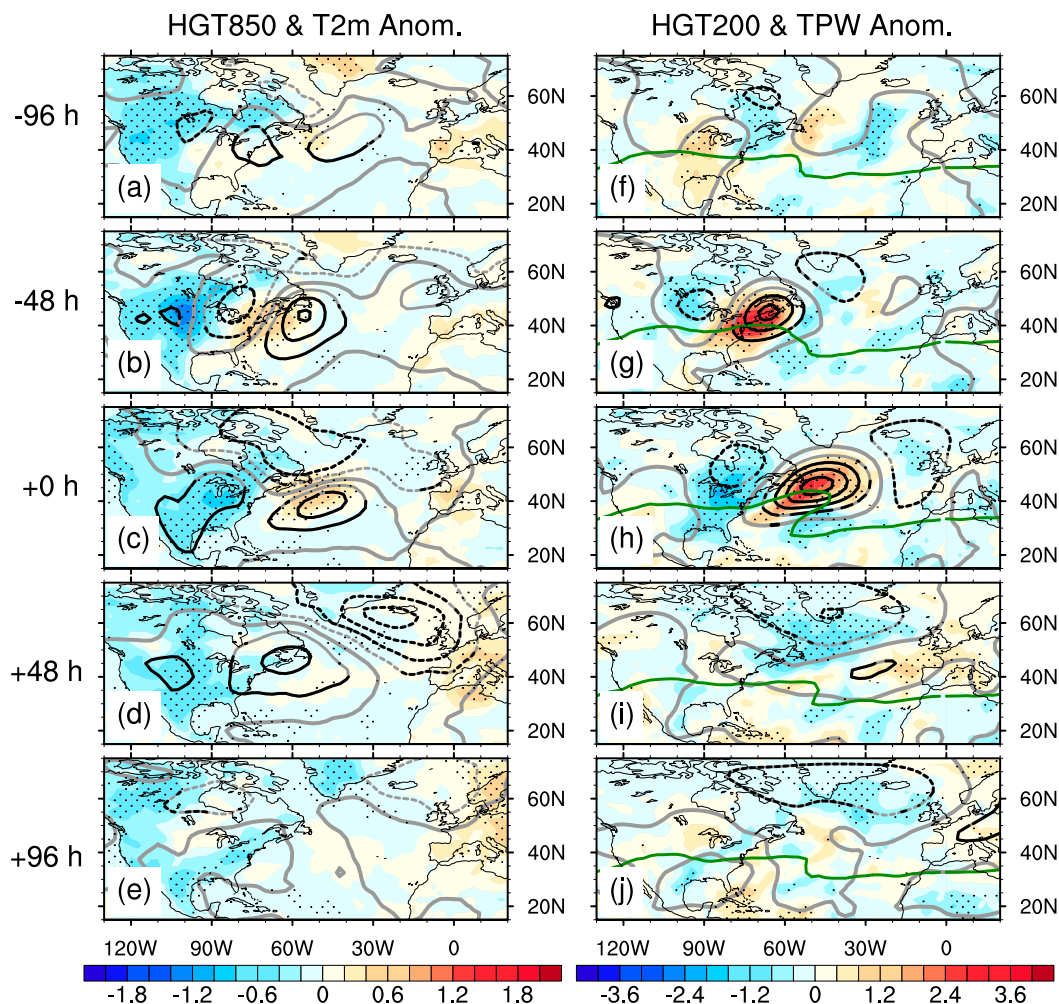 HGT850 & T2m Anom.
HGT200 & TPW Anom.
-96 h
(a)
60N
40N
20N
(f)
60N
40N
20N
-48 h
(b)
60N
40N
20N
(g)
60N
40N
20N
+0 h
(c)
60N
40N
20N
(h)
60N
40N
20N
+48 h
(d)
60N
40N
20N
(i)
60N
40N
20N
+96 h
(e)
60N
40N
20N
(j)
60N
40N
20N
120W 90W 60W 30W 0
120W 90W 60W 30W 0
-1.8 -1.2 -0.6 0 0.6 1.2 1.8
-3.6 -2.4 -1.2 0 1.2 2.4 3.6